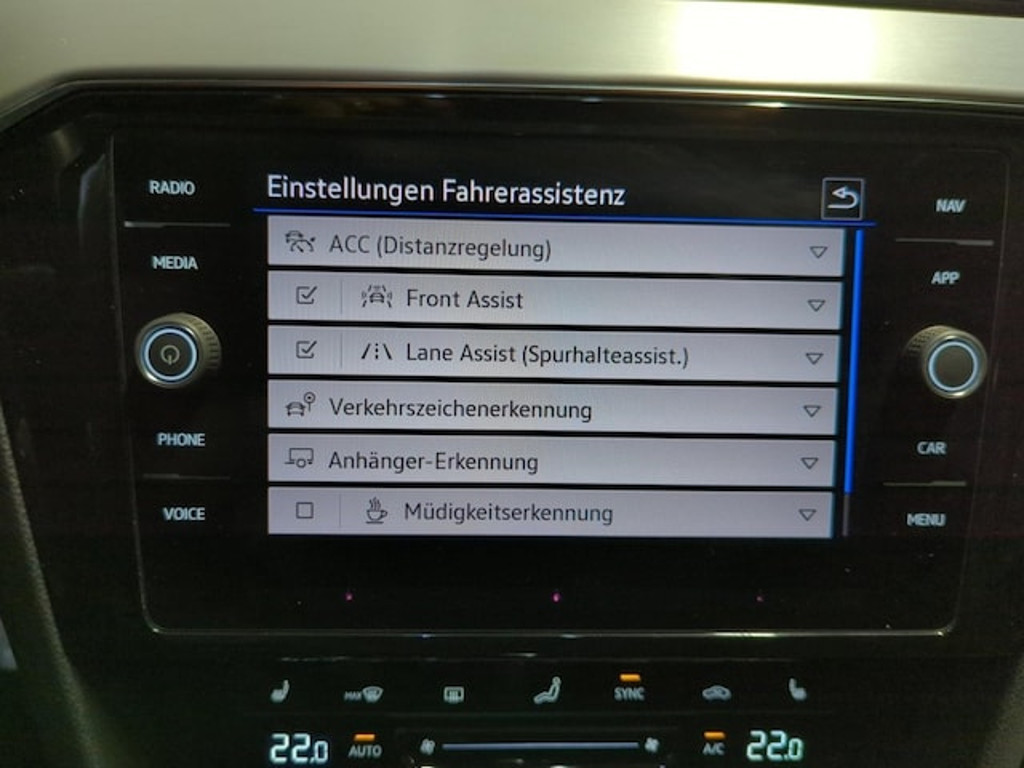 Einstellungen Fahrerassistenz
RADIO
MEDIA
PHONE
VOICE
ACC (Distanzregelung)
Front Assist
Lane Assist (Spurhalteassist.)
Verkehrszeichenerkennung
Anhänger-Erkennung
Müdigkeitserkennung
NAV
APP
CAR
MENU
MAX
SYNC
22.0
AUTO
A/C
22.0